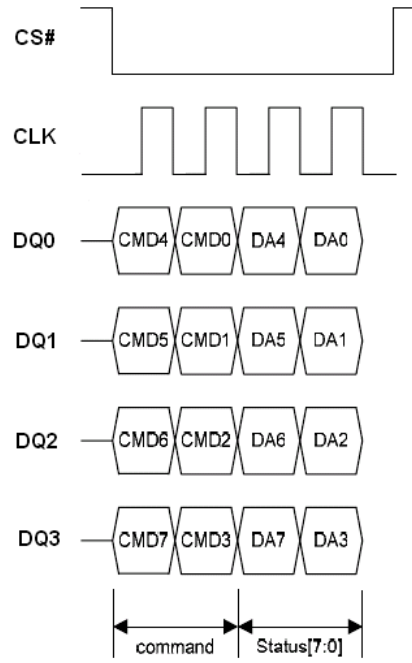 CS#
CLK
DQ0 CMD4 CMD0 DA4 DA0
DQ1 CMD5 CMD1 DA5 DA1
DQ2 CMD6 CMD2 DA6 DA2
DQ3 CMD7 CMD3 DA7 DA3
command Status[7:0]